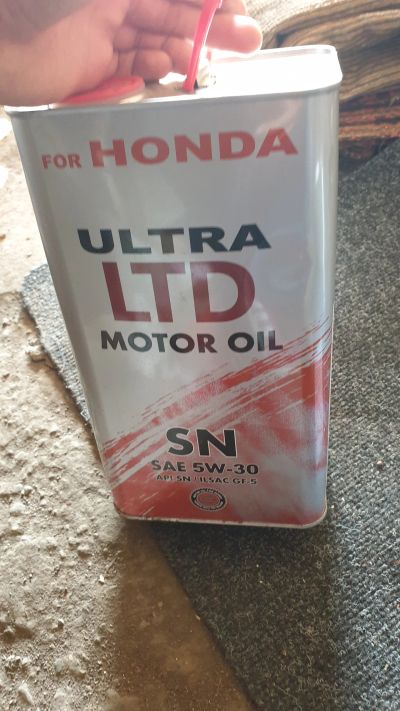 FOR HONDA
ULTRA
LTD
MOTOR OIL
SN
SAE 5W-30
API SN / ILSAC GF-5